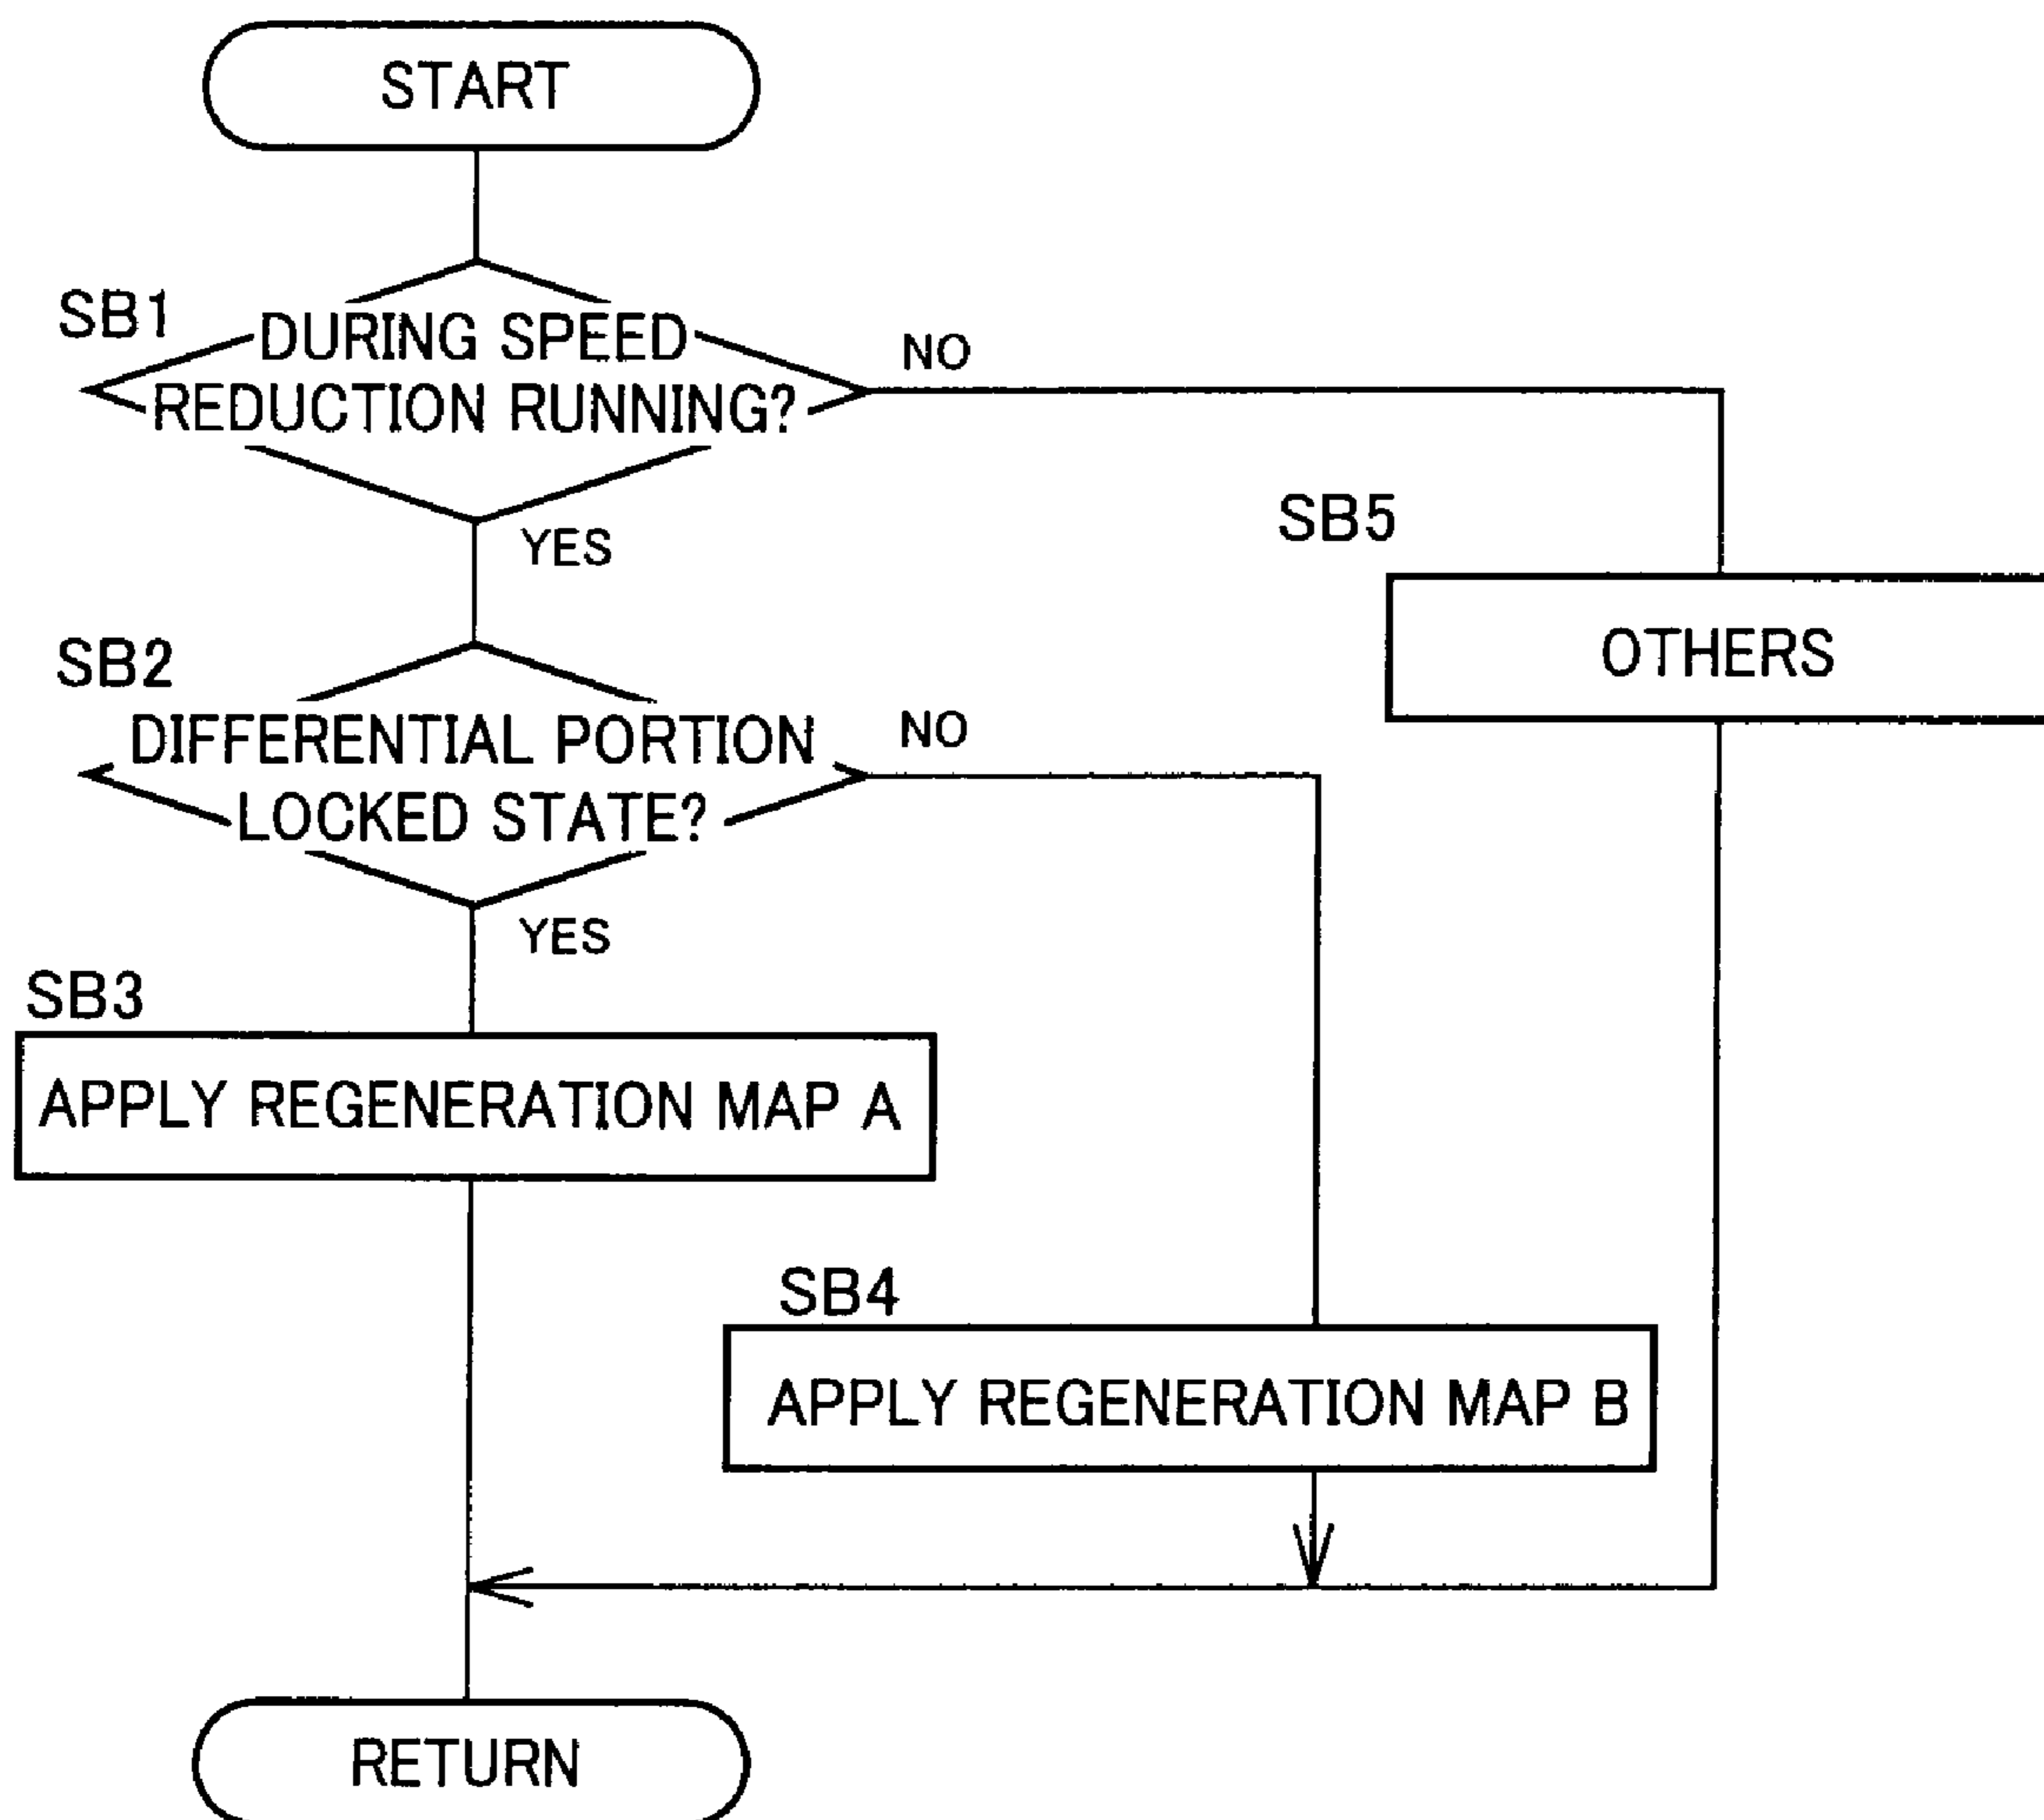 START
SB1
DURING SPEED
REDUCTION RUNNING?
NO
YES
SB5
OTHERS
SB2
DIFFERENTIAL PORTION
LOCKED STATE?
NO
YES
SB3
APPLY REGENERATION MAP A
SB4
APPLY REGENERATION MAP B
RETURN